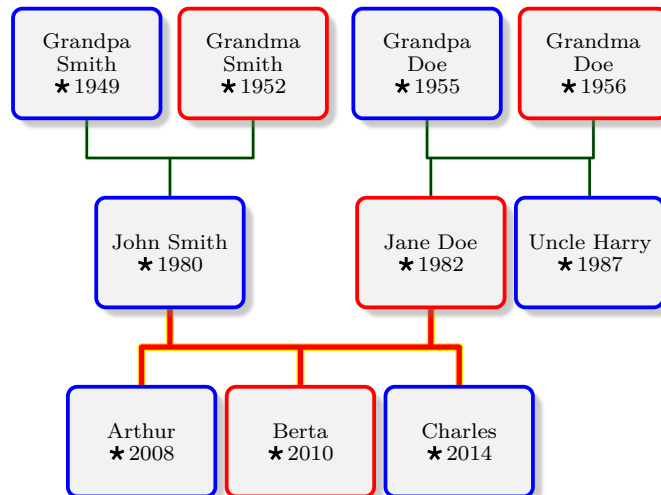 Grandpa
Smith
★1949
Grandma
Smith
★1952
Grandpa
Doe
★1955
Grandma
Doe
★1956
John Smith
★1980
Jane Doe
★1982
Uncle Harry
★1987
Arthur
★2008
Berta
★2010
Charles
★2014